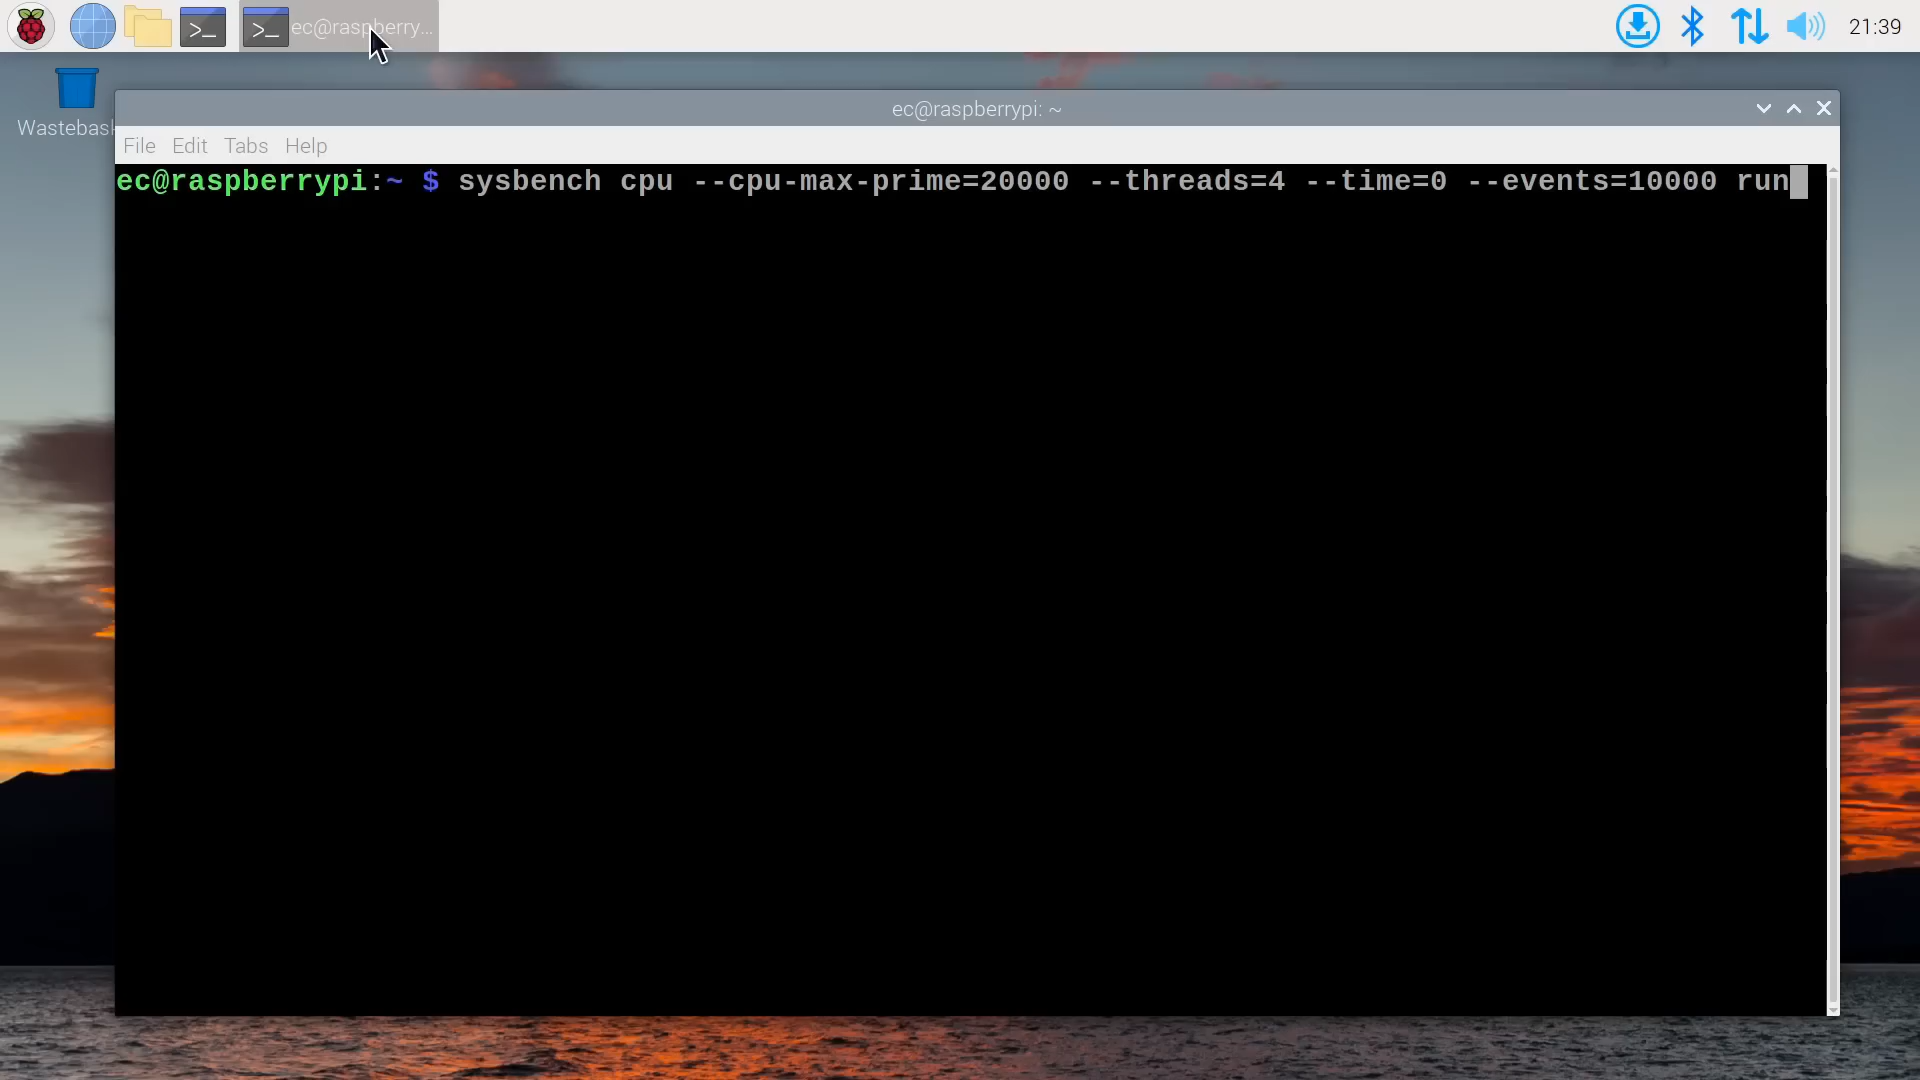 >_
>_ ec@raspberry...
21:39
Wastebask
ec@raspberrypi: ~
File Edit Tabs Help
ec@raspberrypi:~ $ sysbench cpu --cpu-max-prime=20000 --threads=4 --time=0 --events=10000 run